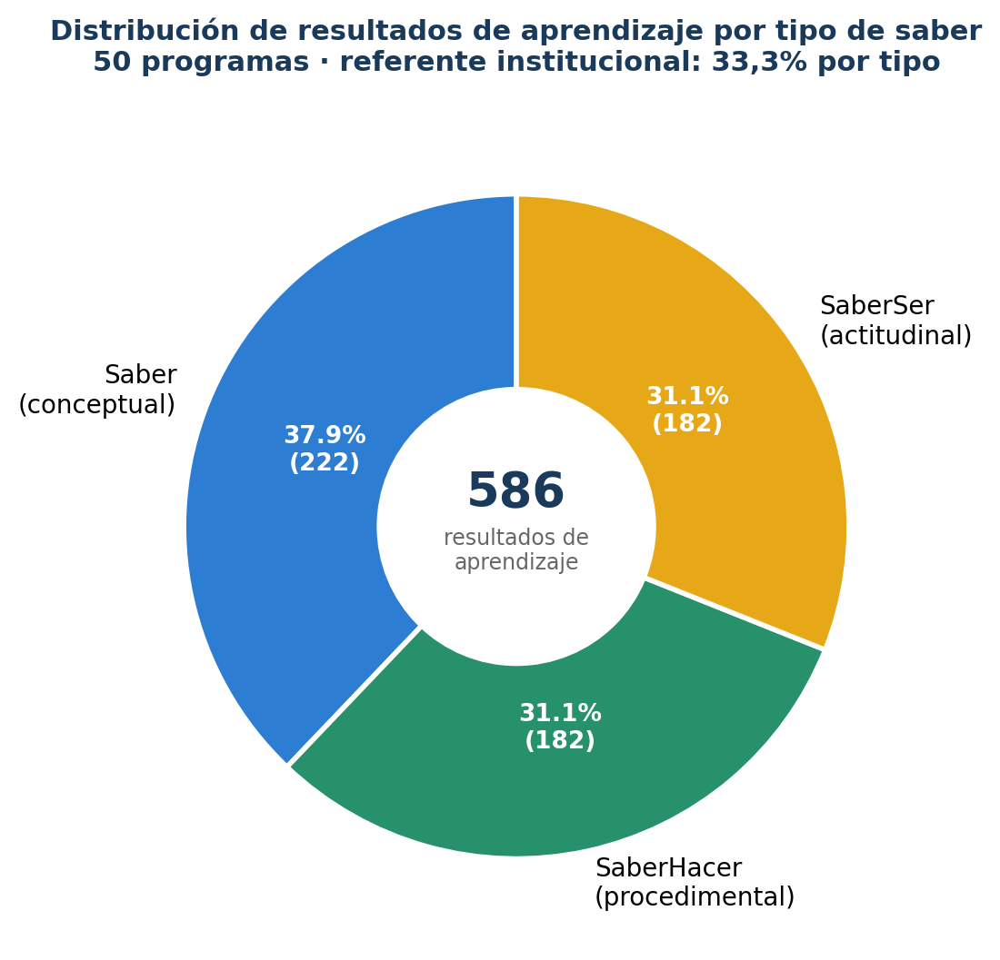 Distribución de resultados de aprendizaje por tipo de saber
50 programas · referente institucional: 33,3% por tipo
SaberSer
(actitudinal)
Saber
(conceptual)
31.1%
(182)
37.9%
(222)
586
resultados de
aprendizaje
31.1%
(182)
SaberHacer
(procedimental)